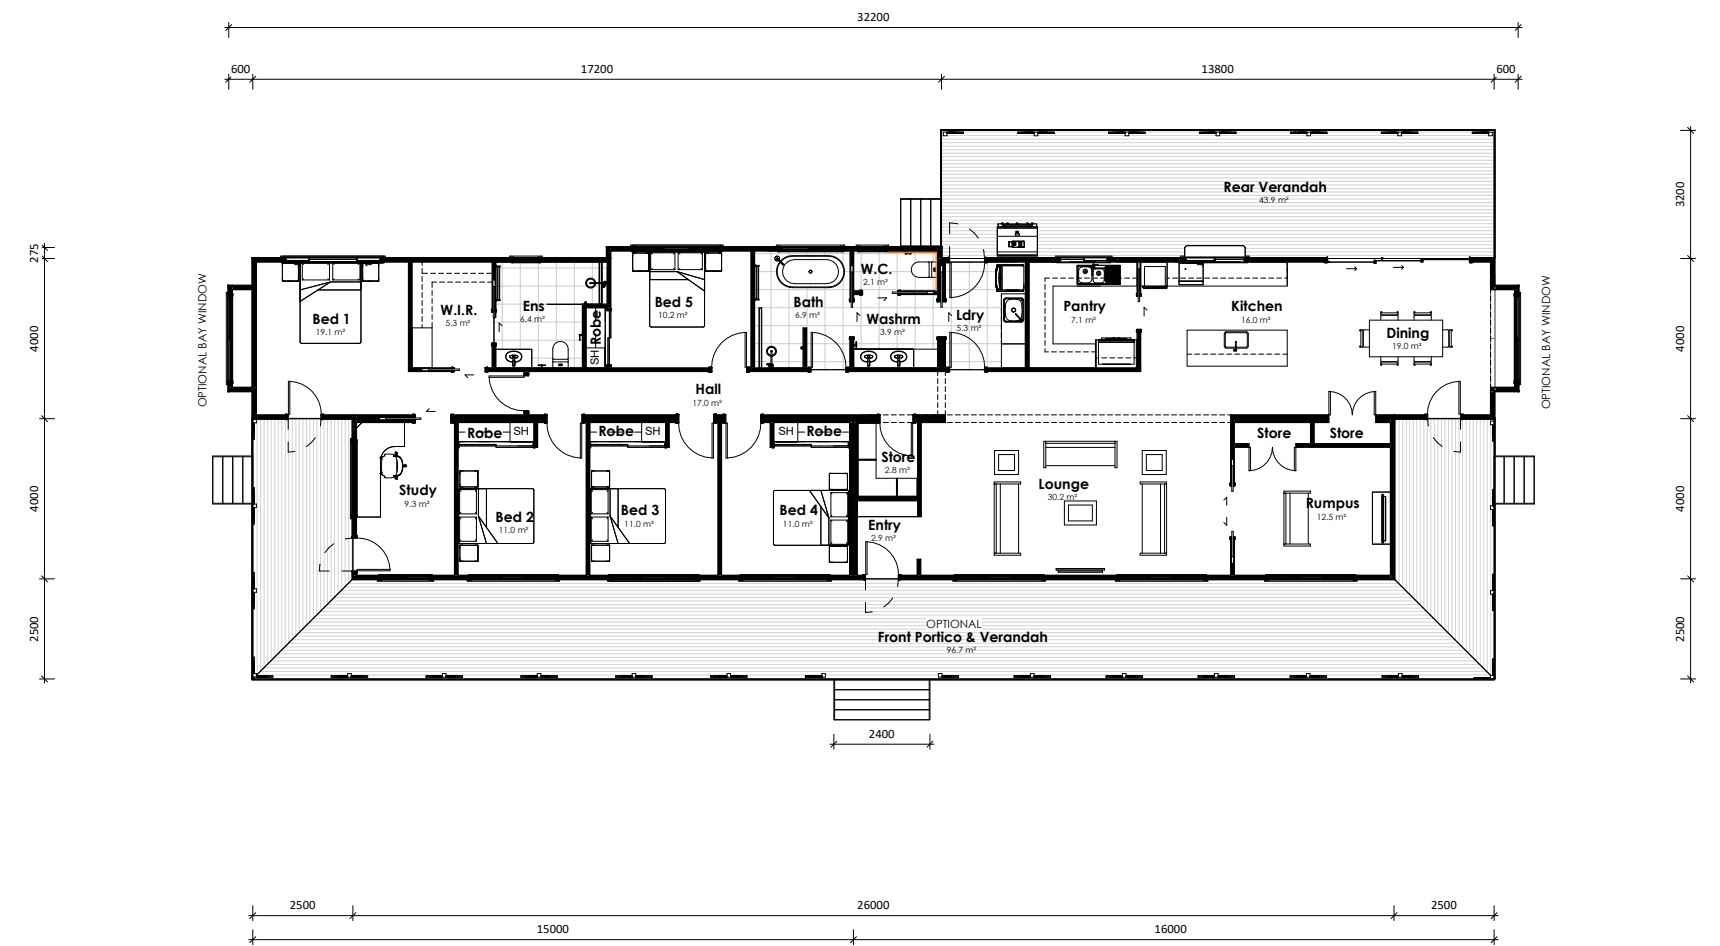 32200
600
17200
13800
600
Rear Verandah
43.9 m²
3200
275
4000
4000
2500
OPTIONAL BAY WINDOW
Bed 1
19.1 m²
W.I.R.
5.3 m²
Ens
6.4 m²
Robe
SH
Bed 5
10.2 m²
Bath
6.9 m²
W.C.
2.1 m²
Washrm
3.9 m²
Ldry
5.3 m²
Pantry
7.1 m²
Kitchen
16.0 m²
Dining
19.0 m²
OPTIONAL BAY WINDOW
4000
4000
2500
Hall
17.0 m²
Robe
SH
Robe
SH
SH
Robe
Store
2.8 m²
Store
Store
Study
9.3 m²
Bed 2
11.0 m²
Bed 3
11.0 m²
Bed 4
11.0 m²
Entry
2.9 m²
Lounge
30.2 m²
Rumpus
12.5 m²
OPTIONAL
Front Portico & Verandah
96.7 m²
2400
2500
26000
2500
15000
16000